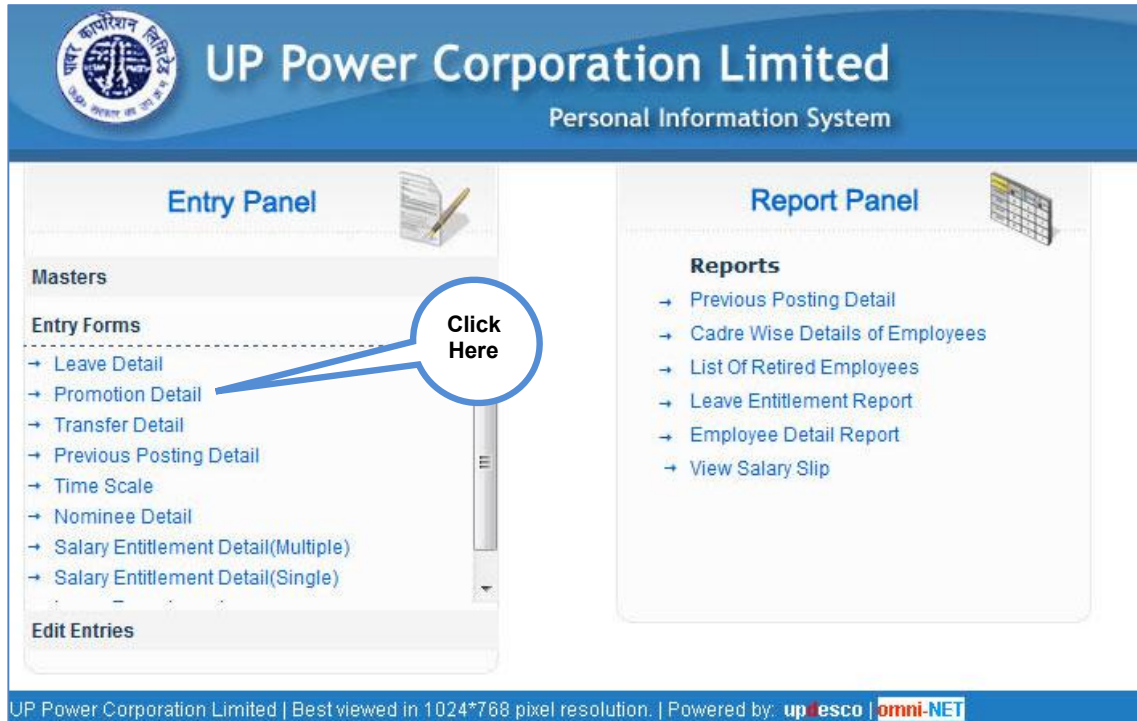 UP Power Corporation Limited
Personal Information System
Entry Panel
Masters
Entry Forms
→ Leave Detail
→ Promotion Detail
→ Transfer Detail
→ Previous Posting Detail
→ Time Scale
→ Nominee Detail
→ Salary Entitlement Detail(Multiple)
→ Salary Entitlement Detail(Single)
Edit Entries
Click
Here
Report Panel
Reports
→ Previous Posting Detail
→ Cadre Wise Details of Employees
→ List Of Retired Employees
→ Leave Entitlement Report
→ Employee Detail Report
→ View Salary Slip
UP Power Corporation Limited | Best viewed in 1024*768 pixel resolution. | Powered by: updesco | omni-NET